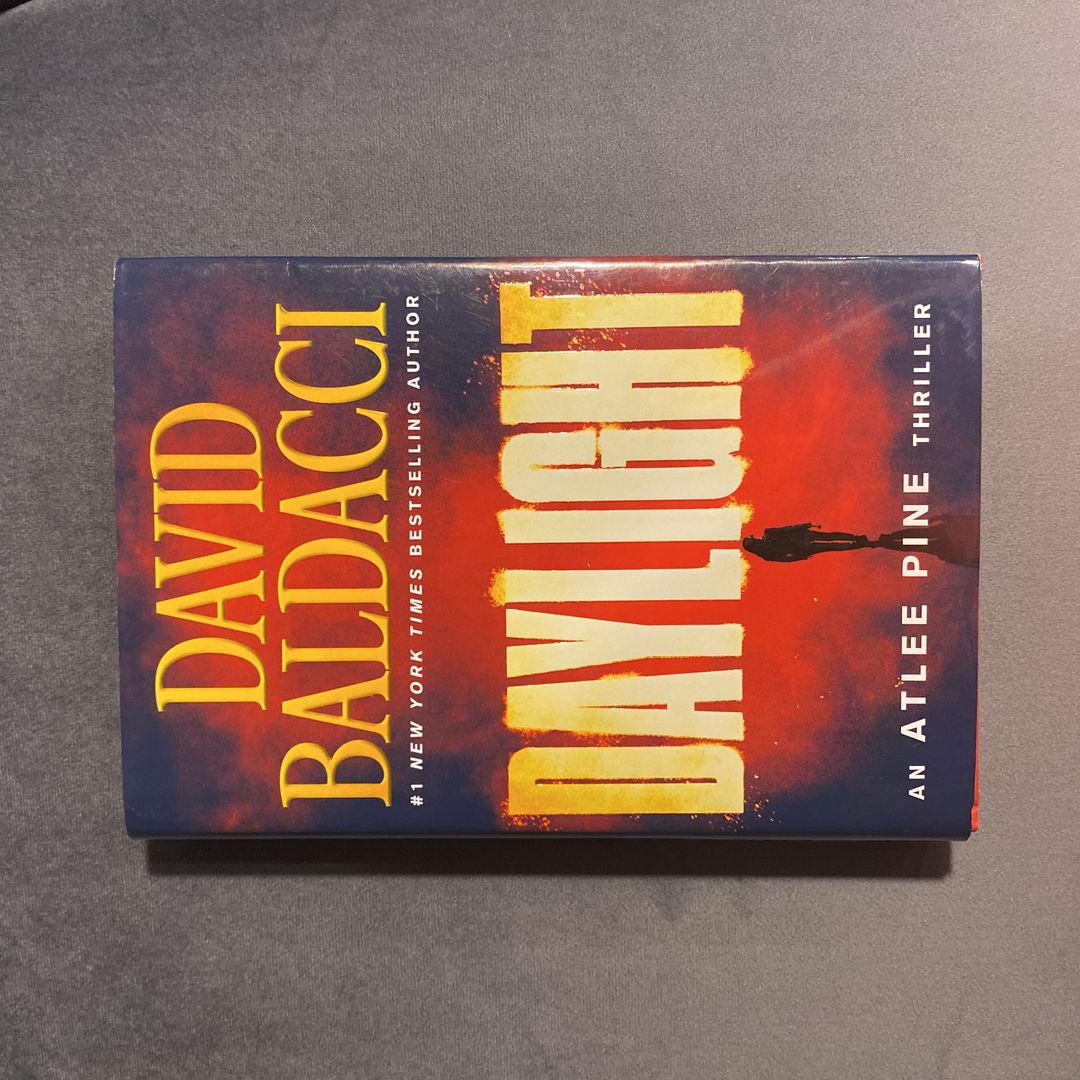 DAVID
BALDACCI
#1 NEW YORK TIMES BESTSELLING AUTHOR
DAYLIGHT
AN ATLEE PINE THRILLER